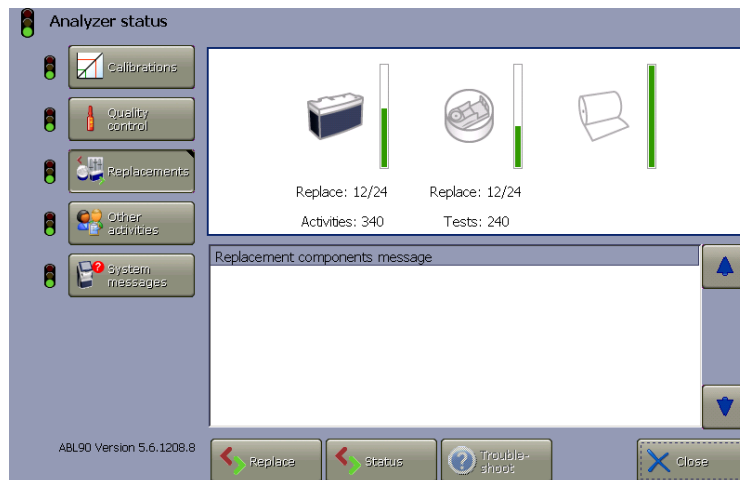 Analyzer status
Calibrations
Quality
control
Replacements
Other
activities
System
messages
Replace: 12/24
Replace: 12/24
Activities: 340
Tests: 240
Replacement components message
ABL90 Version 5.6.1208.8
Replace
Status
Trouble-
shoot
Close